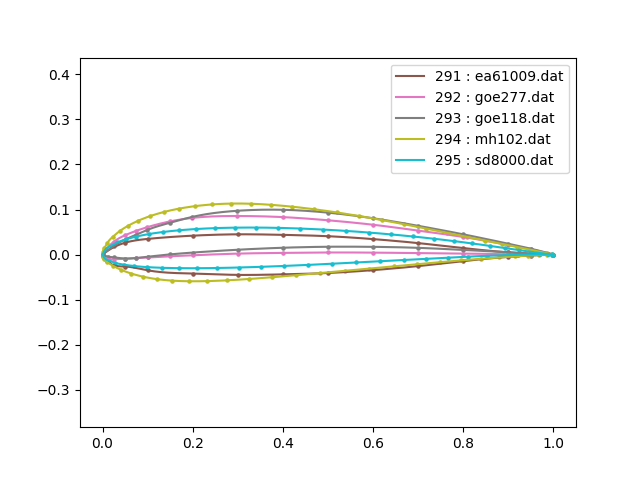 291 : ea61009.dat
292 : goe277.dat
293 : goe118.dat
294 : mh102.dat
295 : sd8000.dat
0.4
0.3
0.2
0.1
0.0
−0.1
−0.2
−0.3
0.0 0.2 0.4 0.6 0.8 1.0